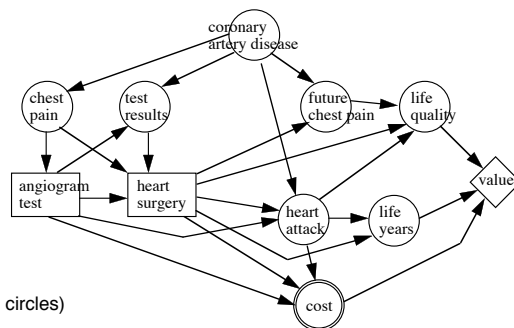 coronary
artery disease
chest
pain
test
results
future
chest pain
life
quality
angiogram
test
heart
surgery
value
heart
attack
life
years
cost
circles)